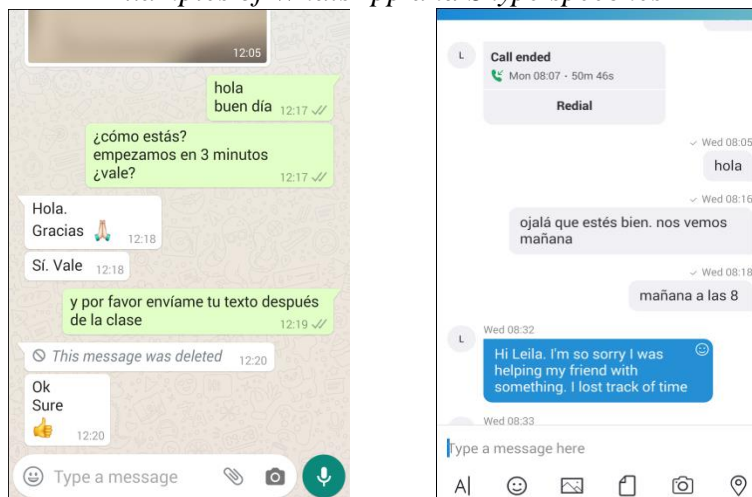 12:05
hola
buen día 12:17
¿cómo estás?
empezamos en 3 minutos
¿vale? 12:17
Hola.
Gracias 🙏🏻 12:18
Sí. Vale 12:18
y por favor envíame tu texto después
de la clase 12:19
This message was deleted 12:20
Ok
Sure
👍 12:20
Type a message
L
Call ended
Mon 08:07 · 50m 46s
Redial
Wed 08:05
hola
Wed 08:16
ojalá que estés bien. nos vemos
mañana
Wed 08:18
mañana a las 8
Wed 08:32
L
Hi Leila. I'm so sorry I was
helping my friend with
something. I lost track of time
Wed 08:33
Type a message here
A